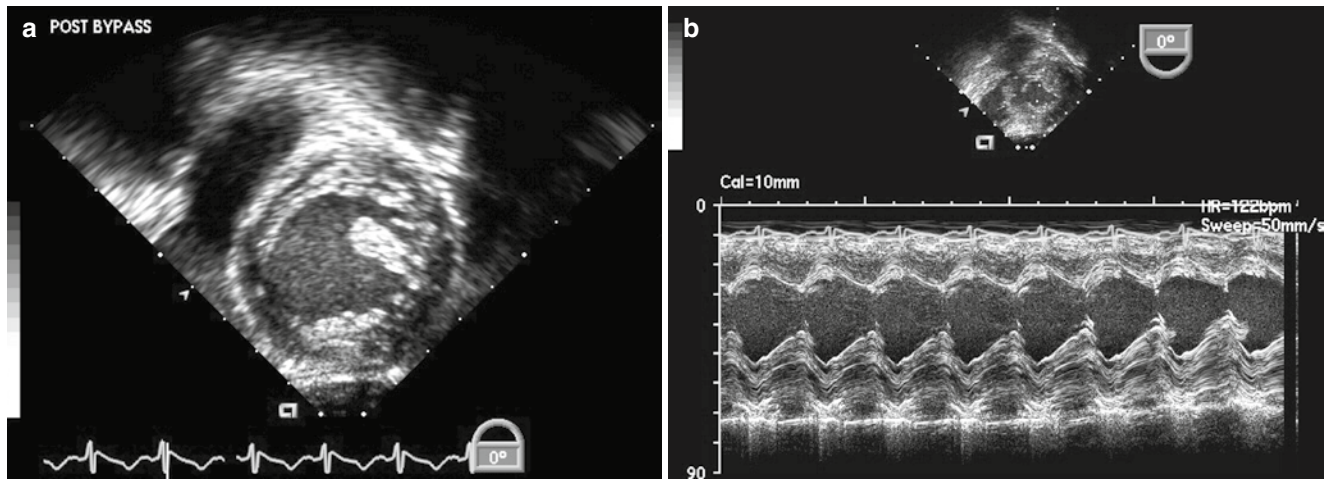 a POST BYPASS
0°
b
0°
Cal=10mm
0
HR=122bpm
Sweep=50mm/s
90